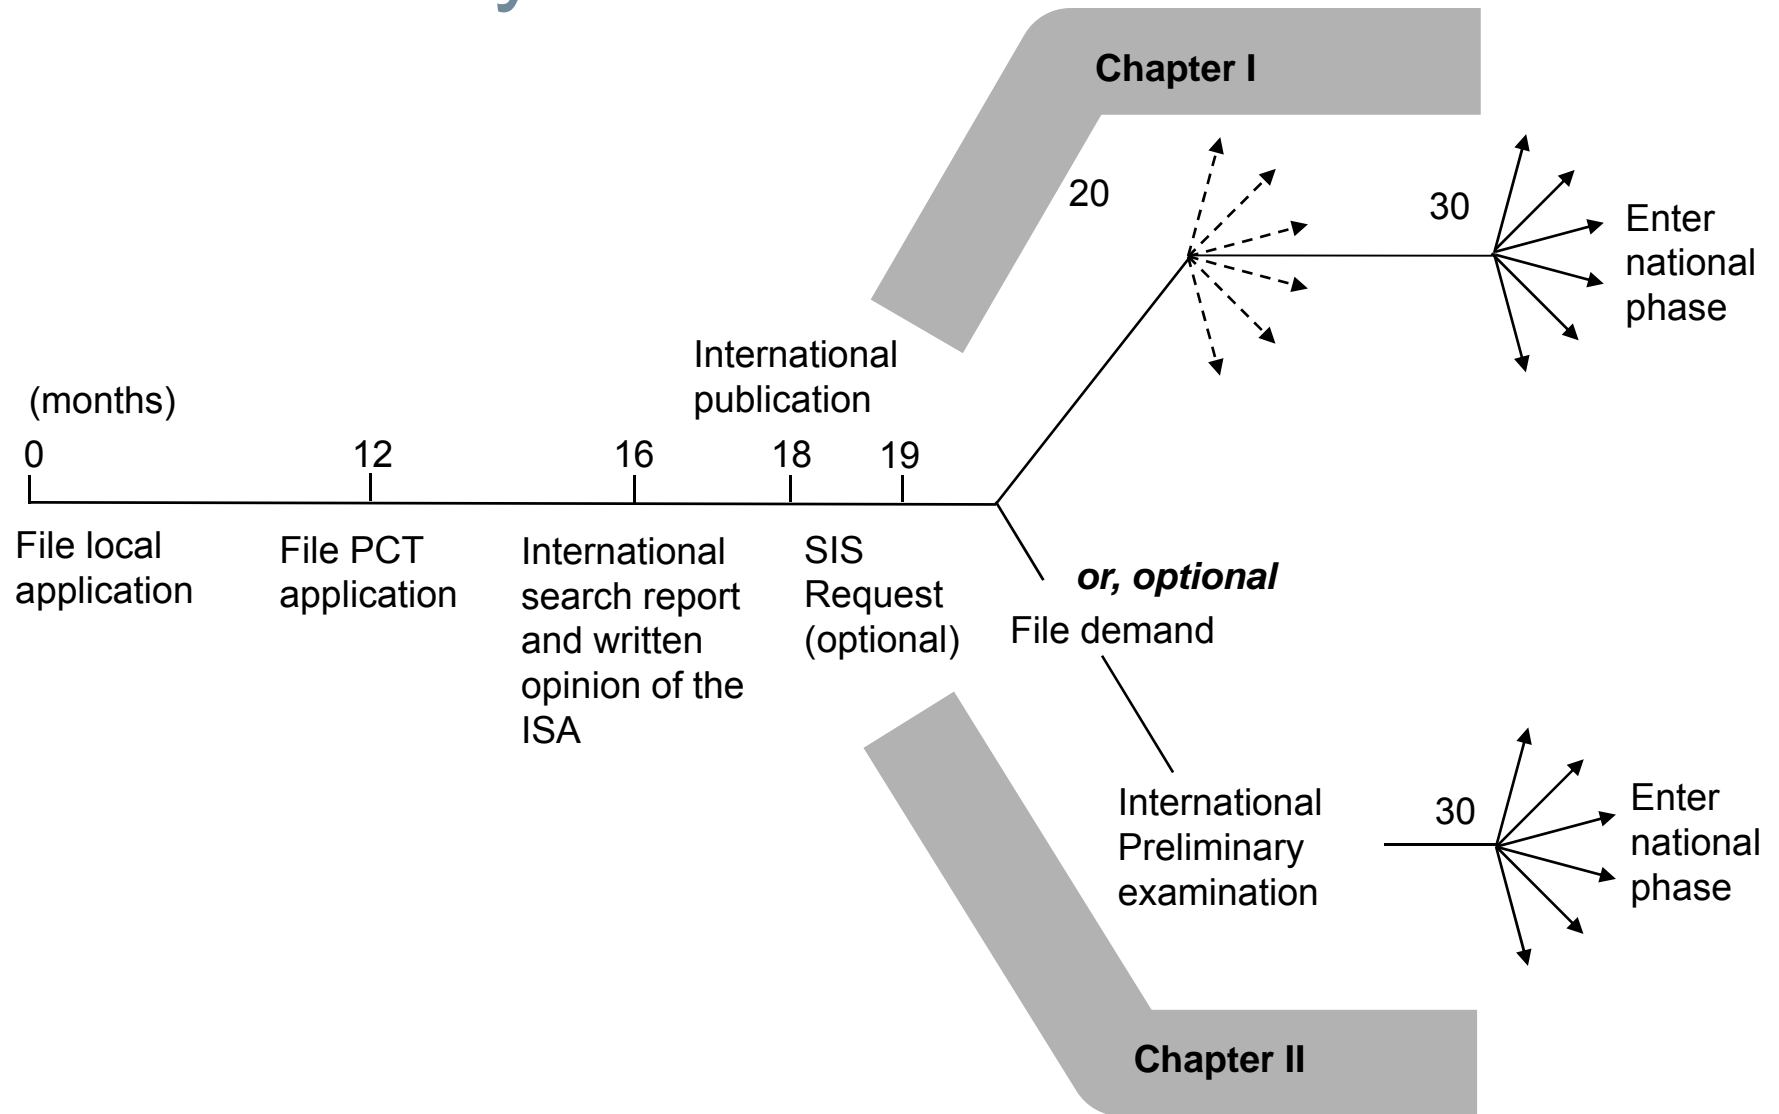 Chapter I
20
30
Enter
national
phase
International
publication
(months)
0
12
16
18
19
File local
application
File PCT
application
International
search report
and written
opinion of the
ISA
SIS
Request
(optional)
or, optional
File demand
International
Preliminary
examination
30
Enter
national
phase
Chapter II